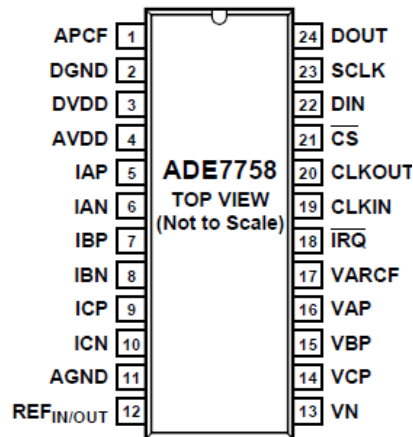 APCF 1 24 DOUT
DGND 2 23 SCLK
DVDD 3 22 DIN
AVDD 4 21 C̅S̅
IAP 5 ADE7758 20 CLKOUT
TOP VIEW
IAN 6 (Not to Scale) 19 CLKIN
IBP 7 18 I̅R̅Q̅
IBN 8 17 VARCF
ICP 9 16 VAP
ICN 10 15 VBP
AGND 11 14 VCP
REFIN/OUT 12 13 VN